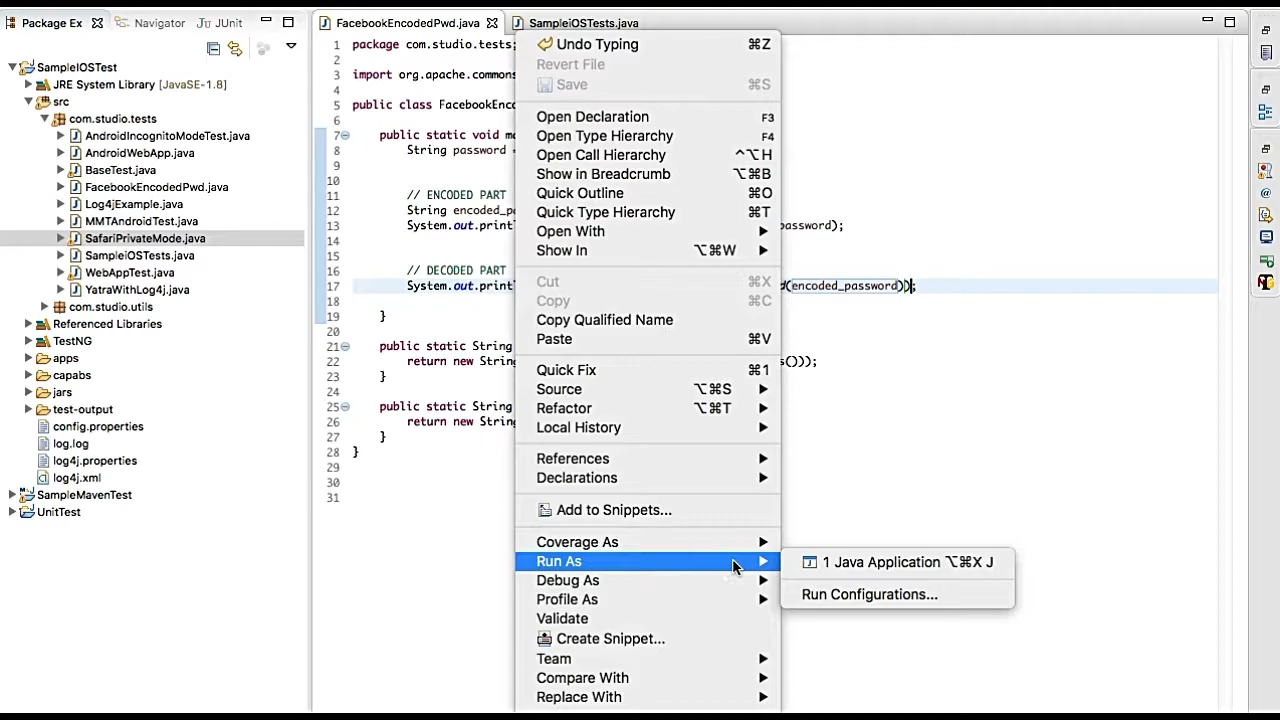 Package Ex
Navigator
JUnit
SampleIOSTest
JRE System Library [JavaSE-1.8]
src
com.studio.tests
AndroidIncognitoModeTest.java
AndroidWebApp.java
BaseTest.java
FacebookEncodedPwd.java
Log4jExample.java
MMTAndroidTest.java
SafariPrivateMode.java
SampleiOSTests.java
WebAppTest.java
YatraWithLog4j.java
com.studio.utils
Referenced Libraries
TestNG
apps
capabs
jars
test-output
config.properties
log.log
log4j.properties
log4j.xml
SampleMavenTest
UnitTest
FacebookEncodedPwd.java
SampleiOSTests.java
1 package com.studio.tests;
2
3 import org.apache.commons
4
5 public class FacebookEnco
6
7 public static void ma
8 String password =
9
10
11 // ENCODED PART
12 String encoded_pa
13 System.out.printl password);
14
15
16 // DECODED PART
17 System.out.printl d(encoded_password));
18
19 }
20
21 public static String
22 return new String s()));
23 }
24
25 public static String
26 return new String
27 }
28 }
29
30
31
Undo Typing ⌘Z
Revert File
Save ⌘S
Open Declaration F3
Open Type Hierarchy F4
Open Call Hierarchy ^⌥H
Show in Breadcrumb ⌥⌘B
Quick Outline ⌘O
Quick Type Hierarchy ⌘T
Open With
Show In ⌥⌘W
Cut ⌘X
Copy ⌘C
Copy Qualified Name
Paste ⌘V
Quick Fix ⌘1
Source ⌥⌘S
Refactor ⌥⌘T
Local History
References
Declarations
Add to Snippets...
Coverage As
Run As
Debug As
Profile As
Validate
Create Snippet...
Team
Compare With
Replace With
1 Java Application ⌥⌘X J
Run Configurations...